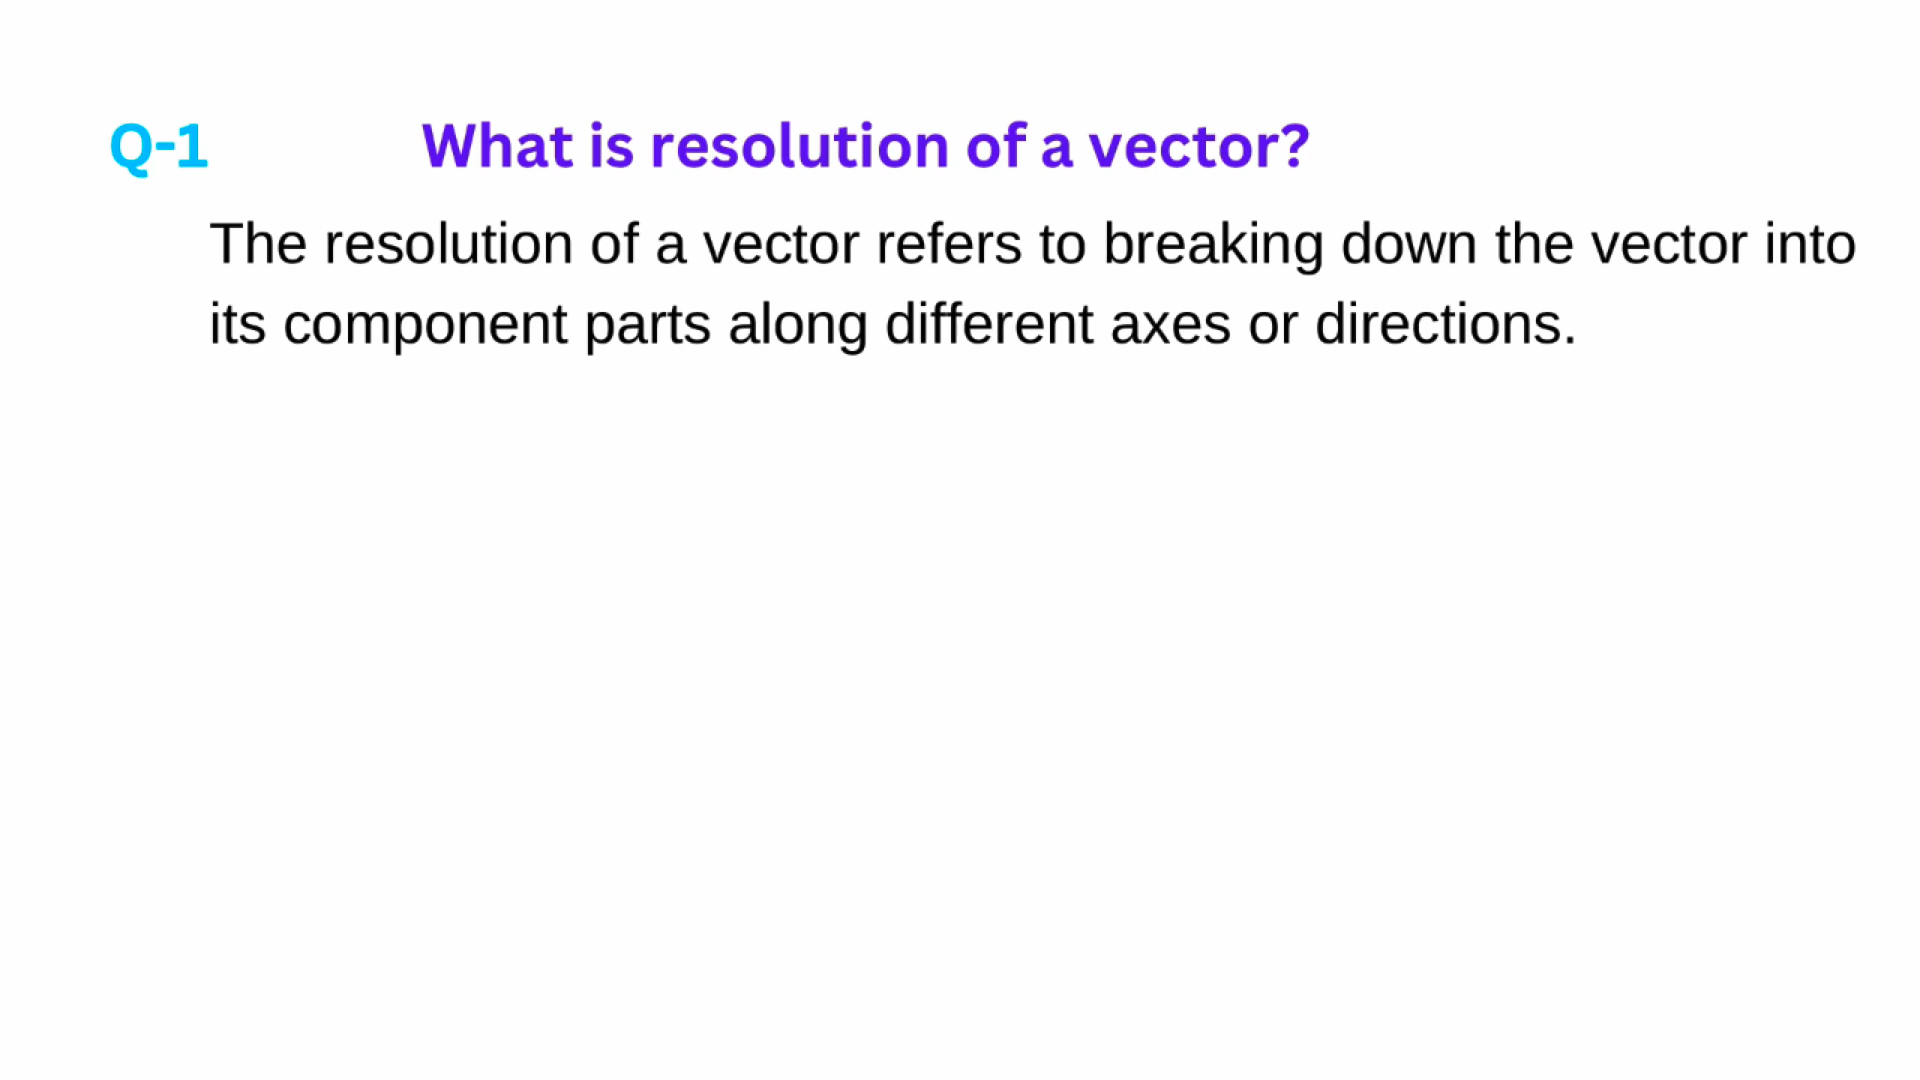 Q-1 What is resolution of a vector?
The resolution of a vector refers to breaking down the vector into
its component parts along different axes or directions.